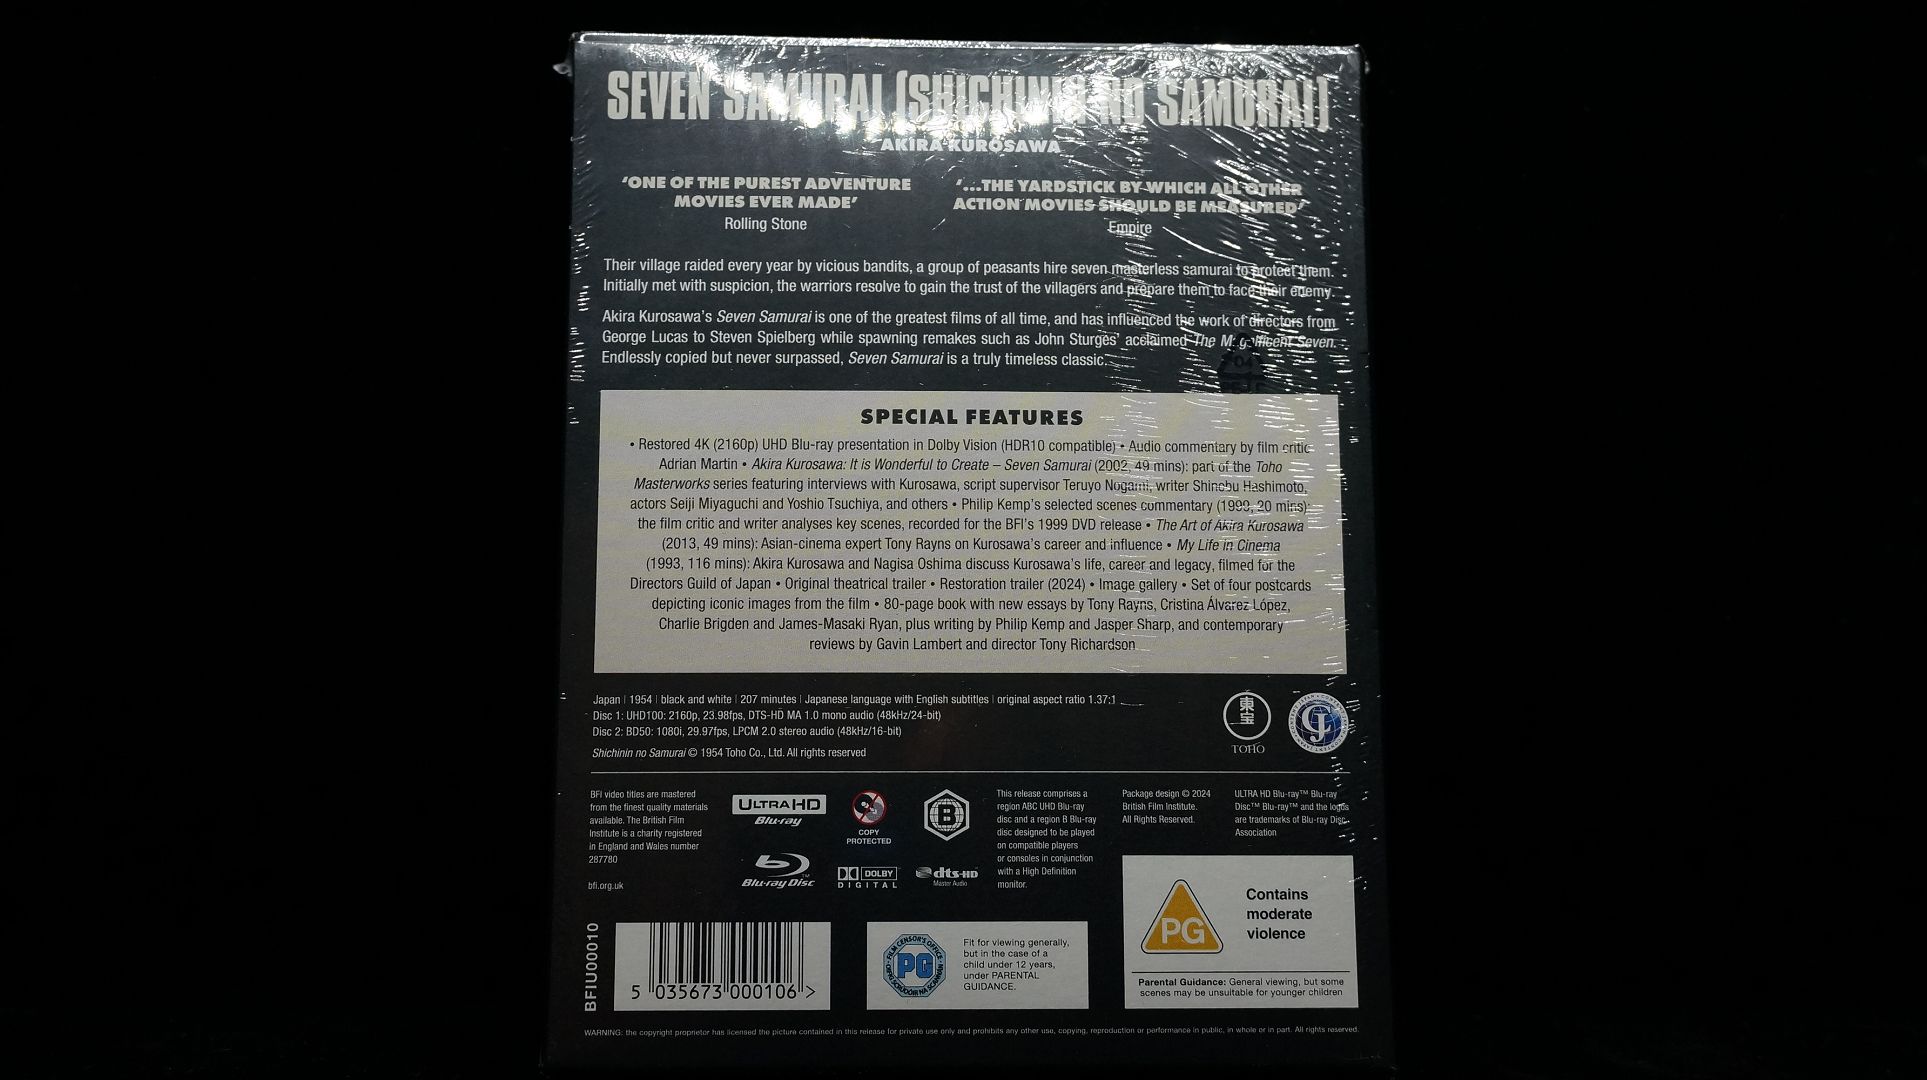 SEVEN SAMURAI (SHICHININ NO SAMURAI)
AKIRA KUROSAWA
‘ONE OF THE PUREST ADVENTURE
MOVIES EVER MADE’
Rolling Stone
‘...THE YARDSTICK BY WHICH ALL OTHER
ACTION MOVIES SHOULD BE MEASURED’
Empire
Their village raided every year by vicious bandits, a group of peasants hire seven masterless samurai to protect them.
Initially met with suspicion, the warriors resolve to gain the trust of the villagers and prepare them to face their enemy.
Akira Kurosawa’s Seven Samurai is one of the greatest films of all time, and has influenced the work of directors from
George Lucas to Steven Spielberg while spawning remakes such as John Sturges’ acclaimed The Magnificent Seven.
Endlessly copied but never surpassed, Seven Samurai is a truly timeless classic.
04
SPECIAL FEATURES
• Restored 4K (2160p) UHD Blu-ray presentation in Dolby Vision (HDR10 compatible) • Audio commentary by film critic
Adrian Martin • Akira Kurosawa: It is Wonderful to Create – Seven Samurai (2002, 49 mins): part of the Toho
Masterworks series featuring interviews with Kurosawa, script supervisor Teruyo Nogami, writer Shinobu Hashimoto,
actors Seiji Miyaguchi and Yoshio Tsuchiya, and others • Philip Kemp’s selected scenes commentary (1999, 20 mins):
the film critic and writer analyses key scenes, recorded for the BFI’s 1999 DVD release • The Art of Akira Kurosawa
(2013, 49 mins): Asian-cinema expert Tony Rayns on Kurosawa’s career and influence • My Life in Cinema
(1993, 116 mins): Akira Kurosawa and Nagisa Oshima discuss Kurosawa’s life, career and legacy, filmed for the
Directors Guild of Japan • Original theatrical trailer • Restoration trailer (2024) • Image gallery • Set of four postcards
depicting iconic images from the film • 80-page book with new essays by Tony Rayns, Cristina Álvarez López,
Charlie Brigden and James-Masaki Ryan, plus writing by Philip Kemp and Jasper Sharp, and contemporary
reviews by Gavin Lambert and director Tony Richardson
Japan | 1954 | black and white | 207 minutes | Japanese language with English subtitles | original aspect ratio 1.37:1
Disc 1: UHD100: 2160p, 23.98fps, DTS-HD MA 1.0 mono audio (48kHz/24-bit)
Disc 2: BD50: 1080i, 29.97fps, LPCM 2.0 stereo audio (48kHz/16-bit)
Shichinin no Samurai © 1954 Toho Co., Ltd. All rights reserved
東宝
TOHO
CJ
BFI video titles are mastered
from the finest quality materials
available. The British Film
Institute is a charity registered
in England and Wales number
287780
bfi.org.uk
ULTRA HD
Blu-ray
COPY
PROTECTED
B
Blu-ray Disc
DOLBY
DIGITAL
dts-HD
Master Audio
This release comprises a
region ABC UHD Blu-ray
disc and a region B Blu-ray
disc designed to be played
on compatible players
or consoles in conjunction
with a High Definition
monitor.
Package design © 2024
British Film Institute.
All Rights Reserved.
ULTRA HD Blu-ray™ Blu-ray
Disc™ Blu-ray™ and the logos
are trademarks of Blu-ray Disc
Association
BFIU00010
5 035673 000106 >
FILM CENSOR'S OFFICE
PG
Fit for viewing generally,
but in the case of a
child under 12 years,
under PARENTAL
GUIDANCE.
PG
Contains
moderate
violence
Parental Guidance: General viewing, but some
scenes may be unsuitable for younger children
WARNING: the copyright proprietor has licensed the picture contained in this release for private use only and prohibits any other use, copying, reproduction or performance in public, in whole or in part. All rights reserved.